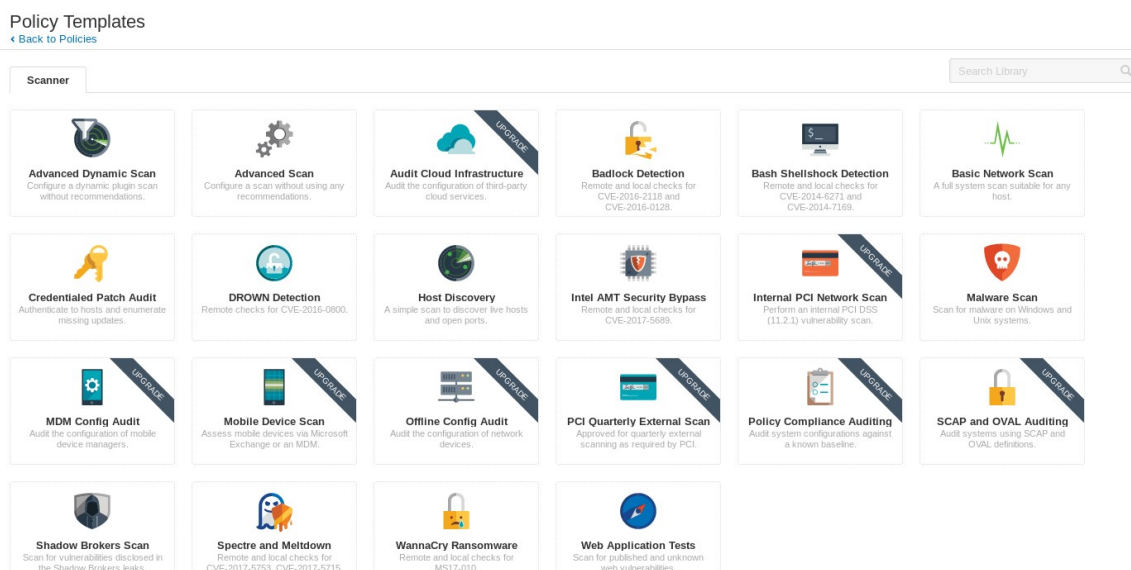 Policy Templates
Back to Policies
Scanner
Search Library
Advanced Dynamic Scan
Configure a dynamic plugin scan
without recommendations.
Advanced Scan
Configure a scan without using any
recommendations.
UPGRADE
Audit Cloud Infrastructure
Audit the configuration of third-party
cloud services.
Badlock Detection
Remote and local checks for
CVE-2016-2118 and
CVE-2016-0128.
$_
Bash Shellshock Detection
Remote and local checks for
CVE-2014-6271 and
CVE-2014-7169.
Basic Network Scan
A full system scan suitable for any
host.
Credentialed Patch Audit
Authenticate to hosts and enumerate
missing updates.
DROWN Detection
Remote checks for CVE-2016-0800.
Host Discovery
A simple scan to discover live hosts
and open ports.
Intel AMT Security Bypass
Remote and local checks for
CVE-2017-5689.
UPGRADE
Internal PCI Network Scan
Perform an internal PCI DSS
(11.2.1) vulnerability scan.
Malware Scan
Scan for malware on Windows and
Unix systems.
UPGRADE
MDM Config Audit
Audit the configuration of mobile
device managers.
UPGRADE
Mobile Device Scan
Assess mobile devices via Microsoft
Exchange or an MDM.
UPGRADE
Offline Config Audit
Audit the configuration of network
devices.
UPGRADE
PCI Quarterly External Scan
Approved for quarterly external
scanning as required by PCI.
UPGRADE
Policy Compliance Auditing
Audit system configurations against
a known baseline.
UPGRADE
SCAP and OVAL Auditing
Audit systems using SCAP and
OVAL definitions.
Shadow Brokers Scan
Scan for vulnerabilities disclosed in
the Shadow Brokers leaks.
Spectre and Meltdown
Remote and local checks for
CVE-2017-5753, CVE-2017-5715,
WannaCry Ransomware
Remote and local checks for
MS17-010.
Web Application Tests
Scan for published and unknown
web vulnerabilities.